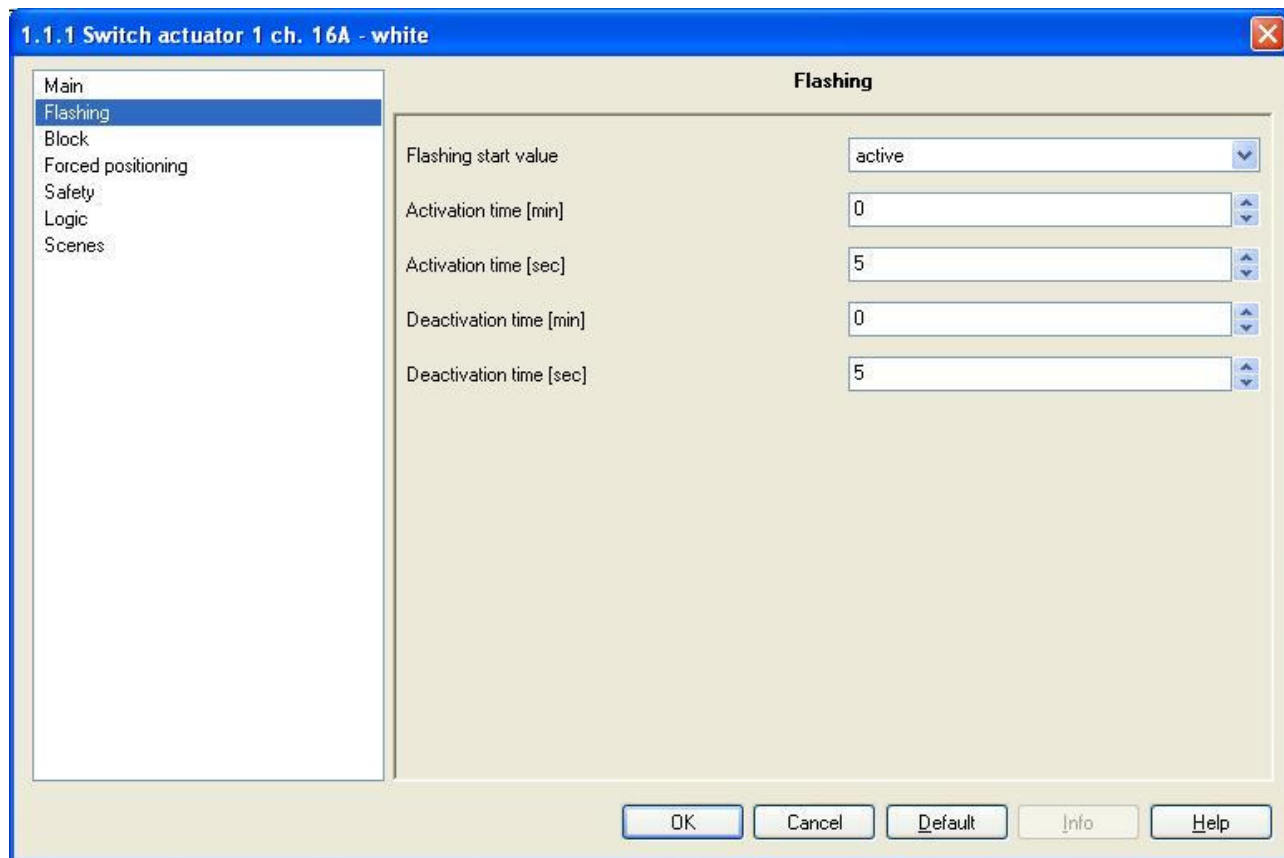 1.1.1 Switch actuator 1 ch. 16A - white
Main
Flashing
Block
Forced positioning
Safety
Logic
Scenes
Flashing
Flashing start value active
Activation time [min] 0
Activation time [sec] 5
Deactivation time [min] 0
Deactivation time [sec] 5
OK Cancel Default Info Help